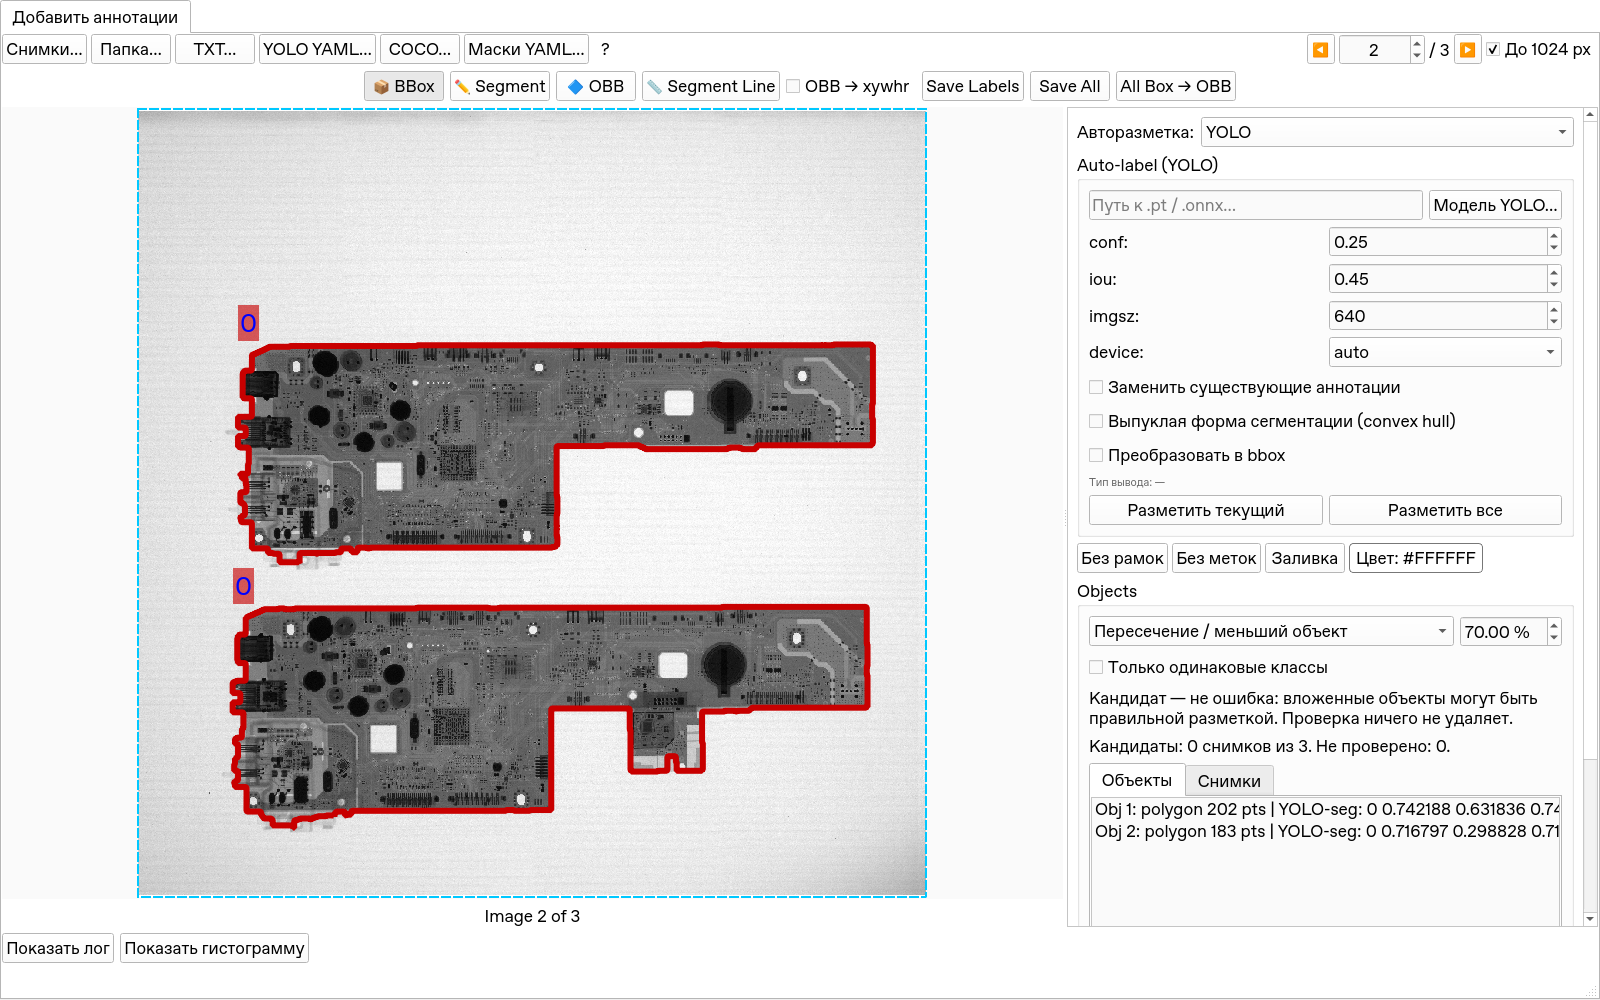 Добавить аннотации
Снимки... Папка... TXT... YOLO YAML... COCO... Маски YAML... ? 2 / 3 До 1024 px
BBox Segment OBB Segment Line OBB → xywhr Save Labels Save All All Box → OBB
Авторазметка: YOLO
Auto-label (YOLO)
Путь к .pt / .onnx... Модель YOLO...
conf: 0.25
iou: 0.45
imgsz: 640
device: auto
Заменить существующие аннотации
Выпуклая форма сегментации (convex hull)
Преобразовать в bbox
Тип вывода: —
Разметить текущий Разметить все
Без рамок Без меток Заливка Цвет: #FFFFFF
Objects
Пересечение / меньший объект 70.00 %
Только одинаковые классы
Кандидат — не ошибка: вложенные объекты могут быть
правильной разметкой. Проверка ничего не удаляет.
Кандидаты: 0 снимков из 3. Не проверено: 0.
Объекты Снимки
Obj 1: polygon 202 pts | YOLO-seg: 0 0.742188 0.631836 0.74
Obj 2: polygon 183 pts | YOLO-seg: 0 0.716797 0.298828 0.71
0
0
Image 2 of 3
Показать лог Показать гистограмму